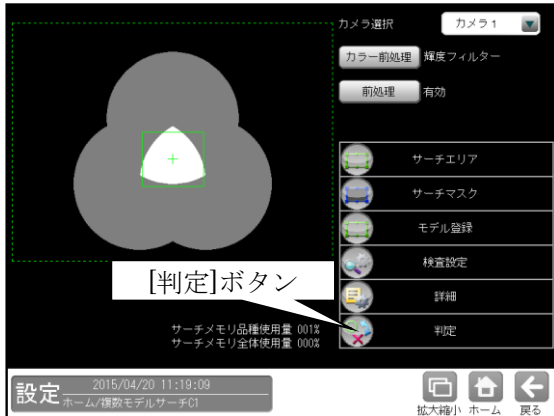 カメラ選択 カメラ1
カラー前処理 輝度フィルター
前処理 有効
サーチエリア
サーチマスク
モデル登録
検査設定
詳細
判定
[判定]ボタン
サーチメモリ品種使用量 001%
サーチメモリ全体使用量 000%
設定 2015/04/20 11:19:09
ホーム/複数モデルサーチC1
拡大縮小 ホーム 戻る